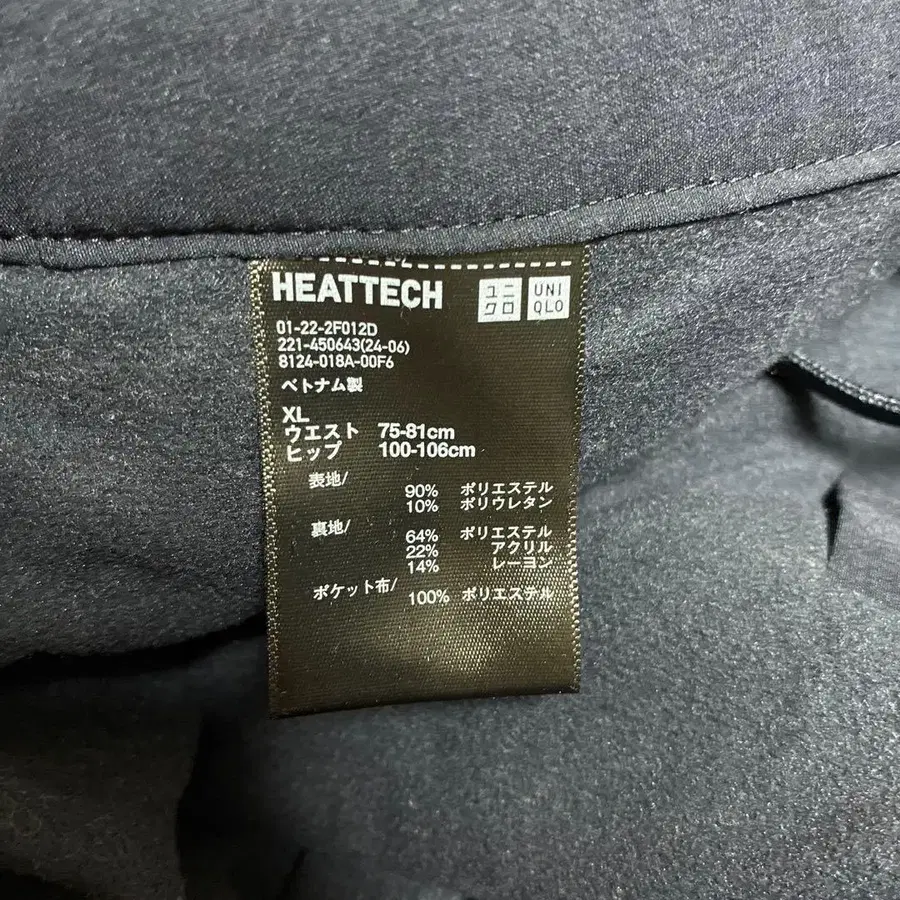 HEATTECH
ユニ
クロ
UNI
QLO
01-22-2F012D
221-450643(24-06)
8124-018A-00F6
ベトナム製
XL
ウエスト 75-81cm
ヒップ 100-106cm
表地/
90% ポリエステル
10% ポリウレタン
裏地/
64% ポリエステル
22% アクリル
14% レーヨン
ポケット布/
100% ポリエステル